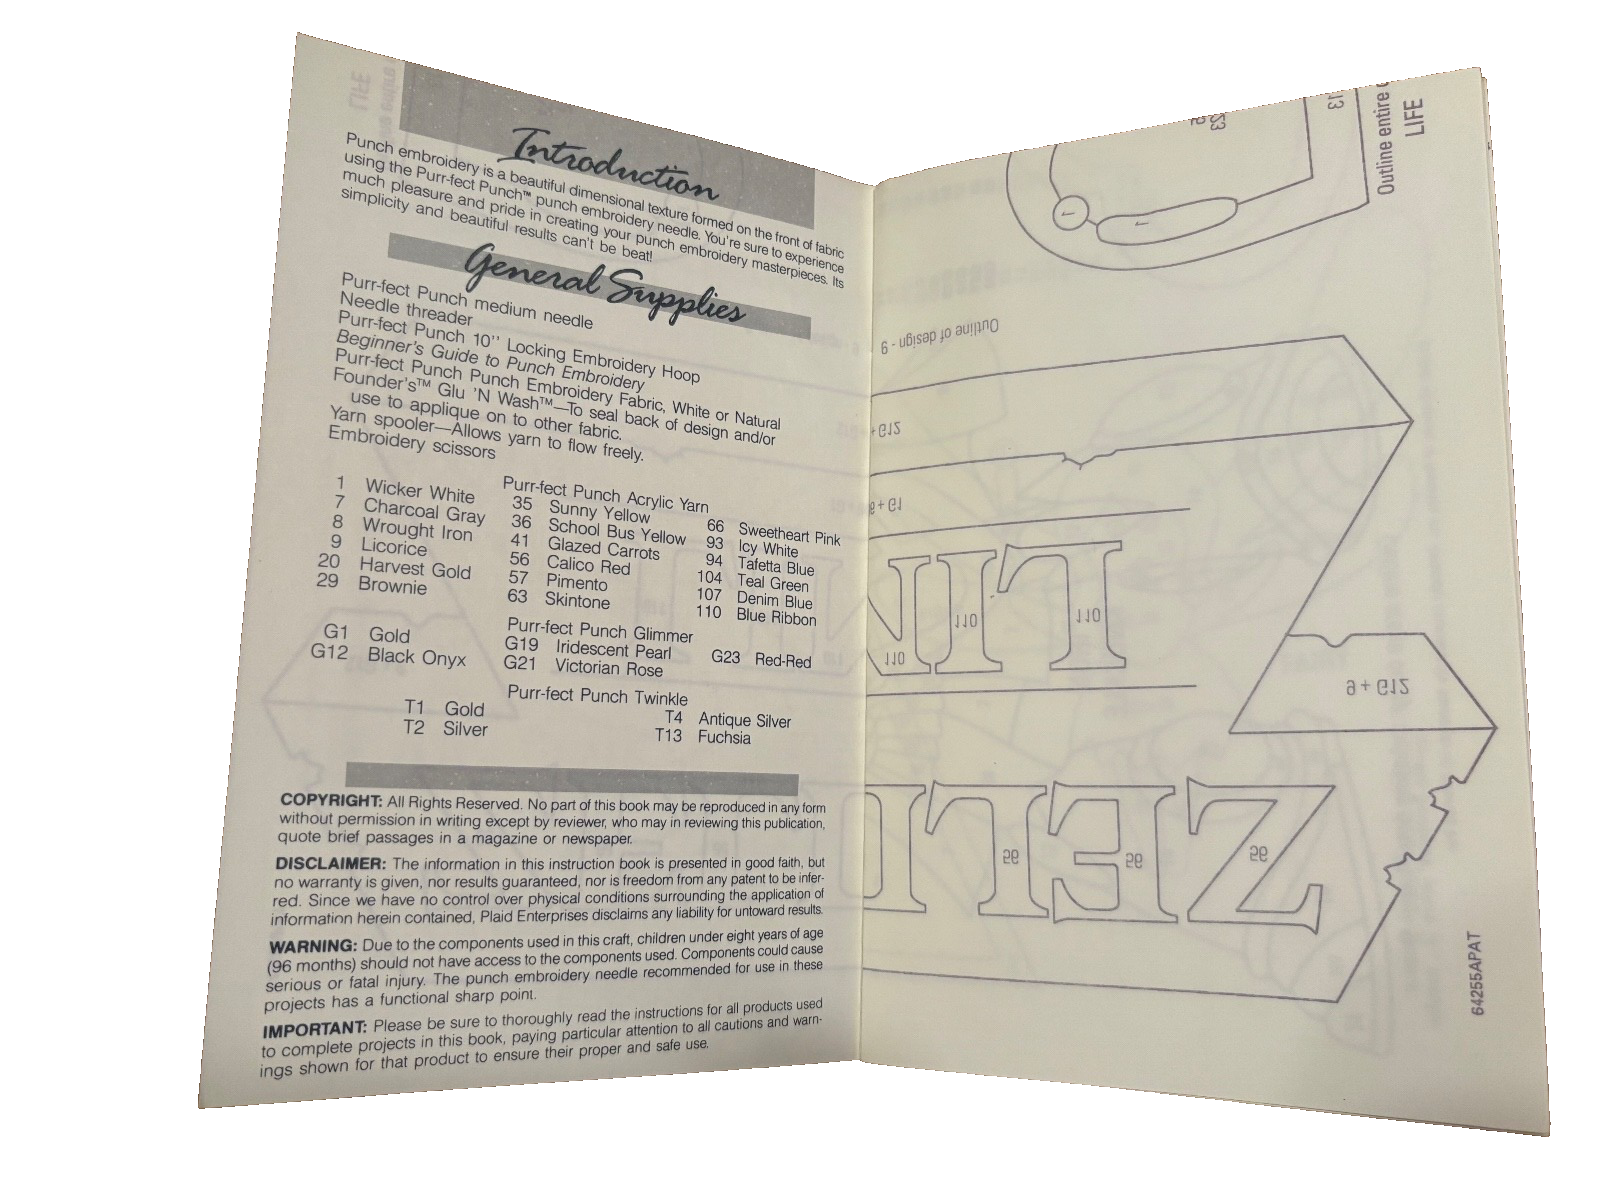 Introduction
Punch embroidery is a beautiful dimensional texture formed on the front of fabric
using the Purr-fect Punch™ punch embroidery needle. You're sure to experience
much pleasure and pride in creating your punch embroidery masterpieces. Its
simplicity and beautiful results can't be beat!
General Supplies
Purr-fect Punch medium needle
Needle threader
Purr-fect Punch 10'' Locking Embroidery Hoop
Beginner's Guide to Punch Embroidery
Purr-fect Punch Punch Embroidery Fabric, White or Natural
Founder's™ Glu 'N Wash™—To seal back of design and/or
use to applique on to other fabric.
Yarn spooler—Allows yarn to flow freely.
Embroidery scissors
Purr-fect Punch Acrylic Yarn
1 Wicker White
7 Charcoal Gray
8 Wrought Iron
9 Licorice
20 Harvest Gold
29 Brownie
35 Sunny Yellow
36 School Bus Yellow
41 Glazed Carrots
56 Calico Red
57 Pimento
63 Skintone
66 Sweetheart Pink
93 Icy White
94 Tafetta Blue
104 Teal Green
107 Denim Blue
110 Blue Ribbon
Purr-fect Punch Glimmer
G1 Gold
G12 Black Onyx
G19 Iridescent Pearl
G21 Victorian Rose
G23 Red-Red
Purr-fect Punch Twinkle
T1 Gold
T2 Silver
T4 Antique Silver
T13 Fuchsia
COPYRIGHT: All Rights Reserved. No part of this book may be reproduced in any form
without permission in writing except by reviewer, who may in reviewing this publication,
quote brief passages in a magazine or newspaper.
DISCLAIMER: The information in this instruction book is presented in good faith, but
no warranty is given, nor results guaranteed, nor is freedom from any patent to be infer-
red. Since we have no control over physical conditions surrounding the application of
information herein contained, Plaid Enterprises disclaims any liability for untoward results.
WARNING: Due to the components used in this craft, children under eight years of age
(96 months) should not have access to the components used. Components could cause
serious or fatal injury. The punch embroidery needle recommended for use in these
projects has a functional sharp point.
IMPORTANT: Please be sure to thoroughly read the instructions for all products used
to complete projects in this book, paying particular attention to all cautions and warn-
ings shown for that product to ensure their proper and safe use.
Outline entire
LIFE
1
1
Outline of design - 9
+ G12
+ G1
110
110
110
9 + G12
56
56
56
64255APAT